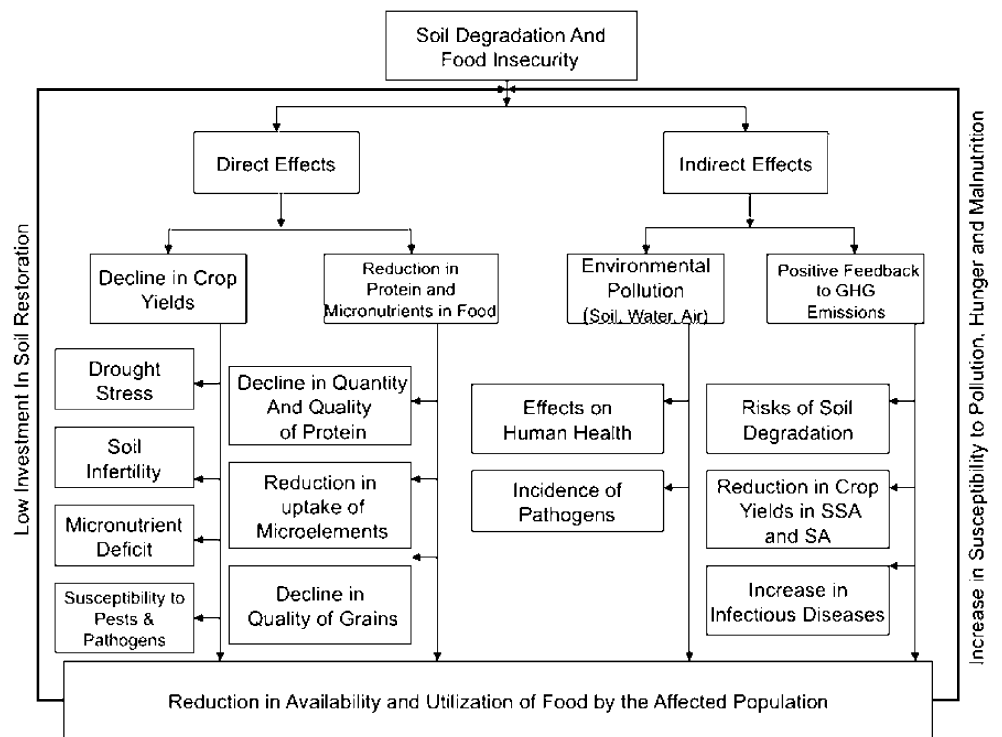 Soil Degradation And
Food Insecurity
Direct Effects
Indirect Effects
Decline in Crop
Yields
Reduction in
Protein and
Micronutrients in Food
Environmental
Pollution
(Soil, Water, Air)
Positive Feedback
to GHG
Emissions
Drought
Stress
Soil
Infertility
Micronutrient
Deficit
Susceptibility to
Pests &
Pathogens
Decline in Quantity
And Quality
of Protein
Reduction in
uptake of
Microelements
Decline in
Quality of Grains
Effects on
Human Health
Incidence of
Pathogens
Risks of Soil
Degradation
Reduction in Crop
Yields in SSA
and SA
Increase in
Infectious Diseases
Reduction in Availability and Utilization of Food by the Affected Population
Low Investment In Soil Restoration
Increase in Susceptibility to Pollution, Hunger and Malnutrition